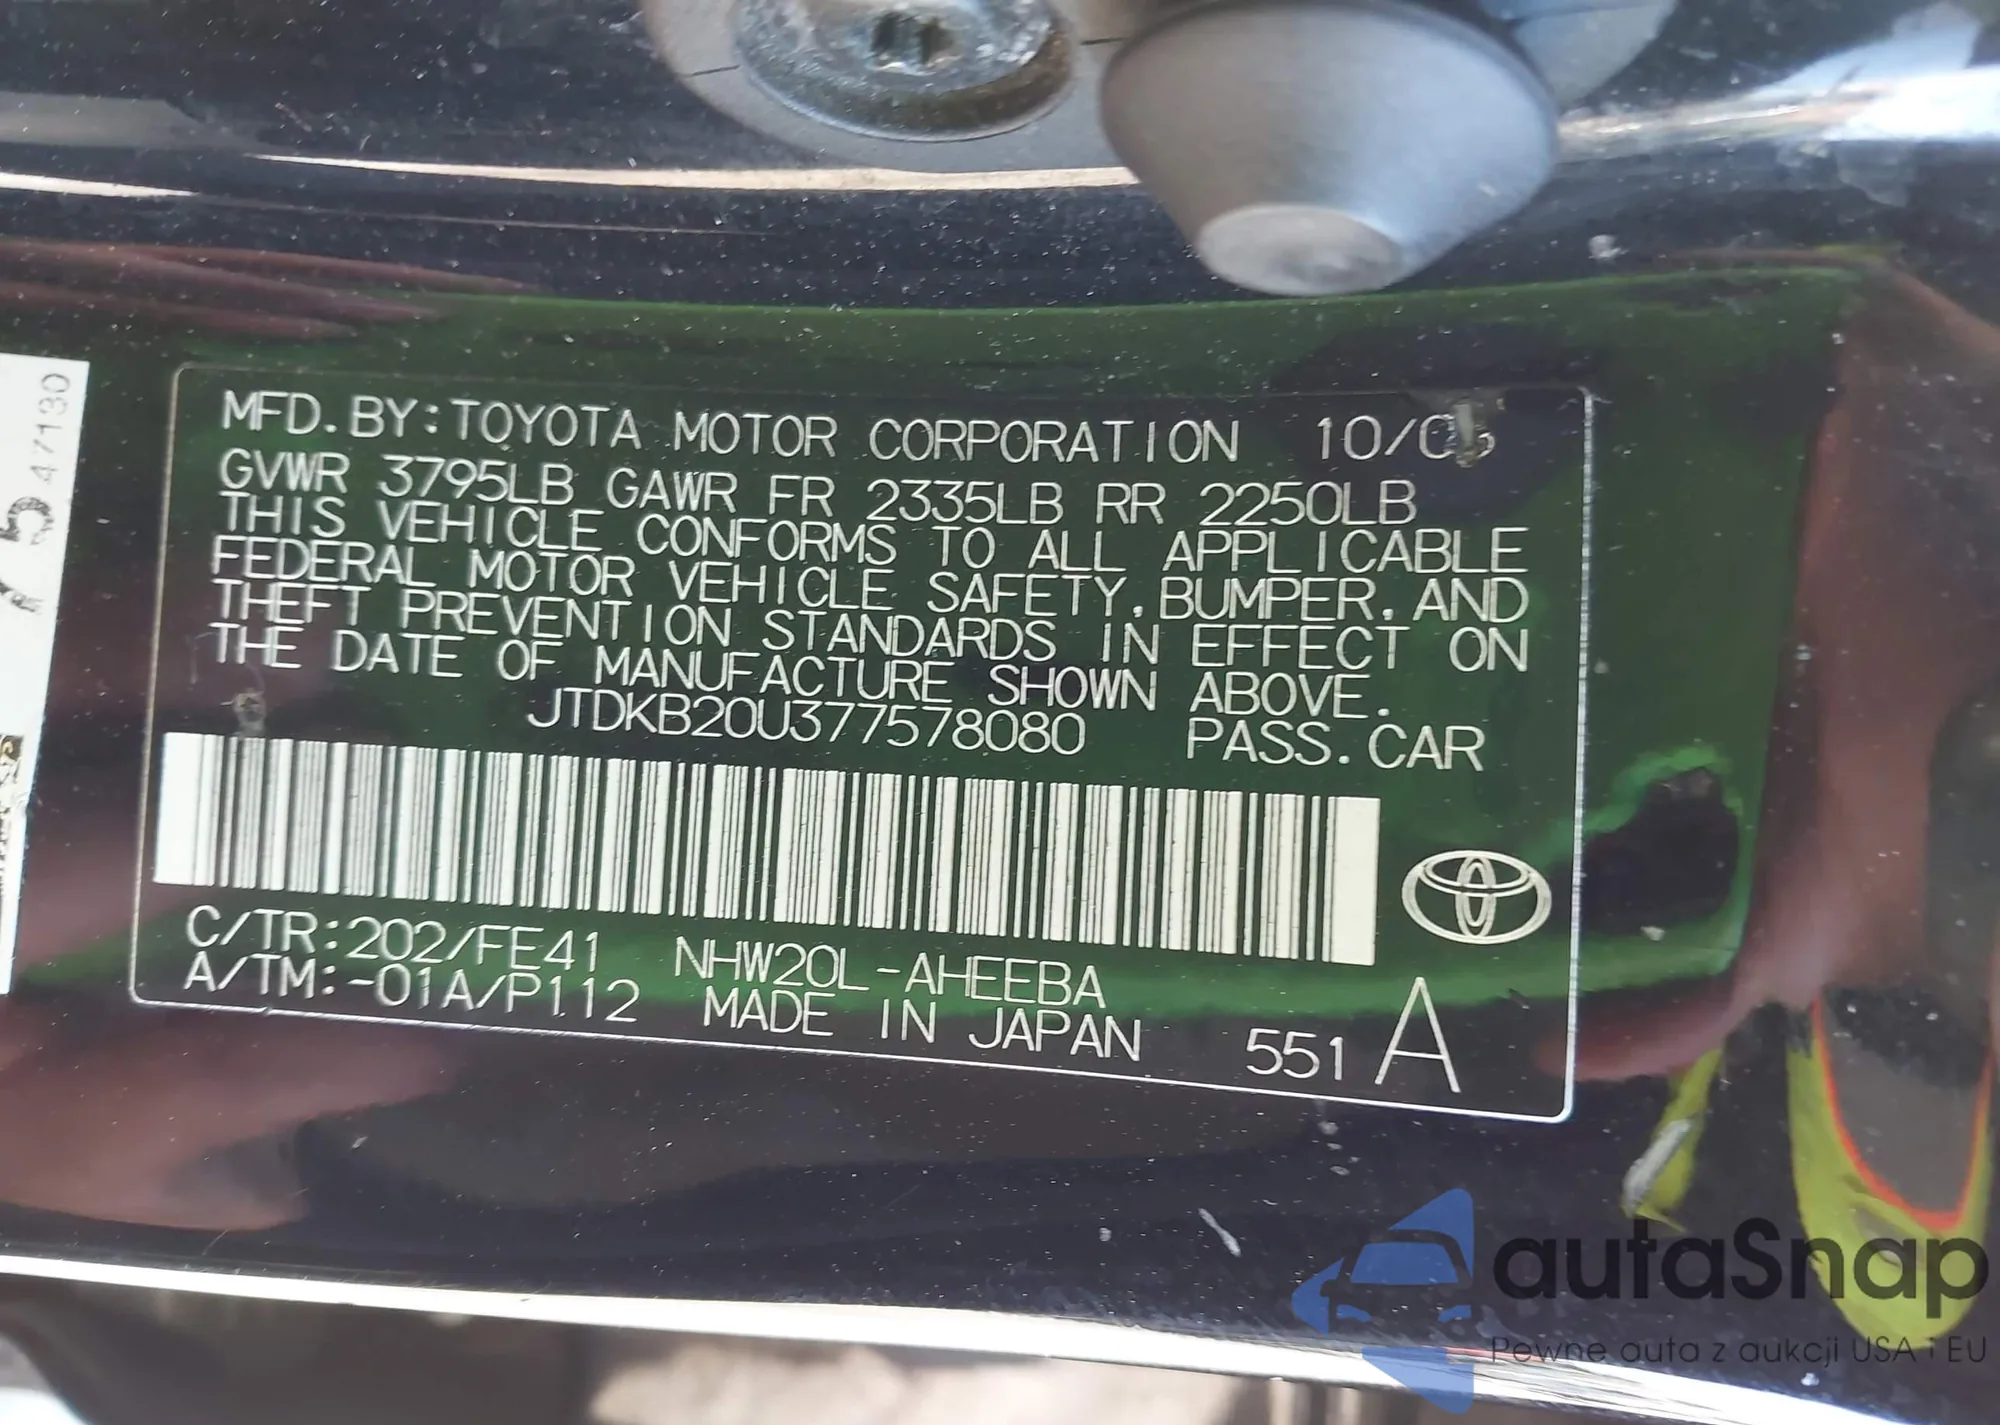 MFD. BY: TOYOTA MOTOR CORPORATION 10/06
GVWR 3795LB GAWR FR 2335LB RR 2250LB
THIS VEHICLE CONFORMS TO ALL APPLICABLE
FEDERAL MOTOR VEHICLE SAFETY, BUMPER, AND
THEFT PREVENTION STANDARDS IN EFFECT ON
THE DATE OF MANUFACTURE SHOWN ABOVE.
JTDKB20U377578080 PASS. CAR
C/TR: 202/FE41 NHW20L-AHEEBA
A/TM: -01A/P112 MADE IN JAPAN 551 A
47130
autaSnap
Pewne auta z aukcji USA i EU